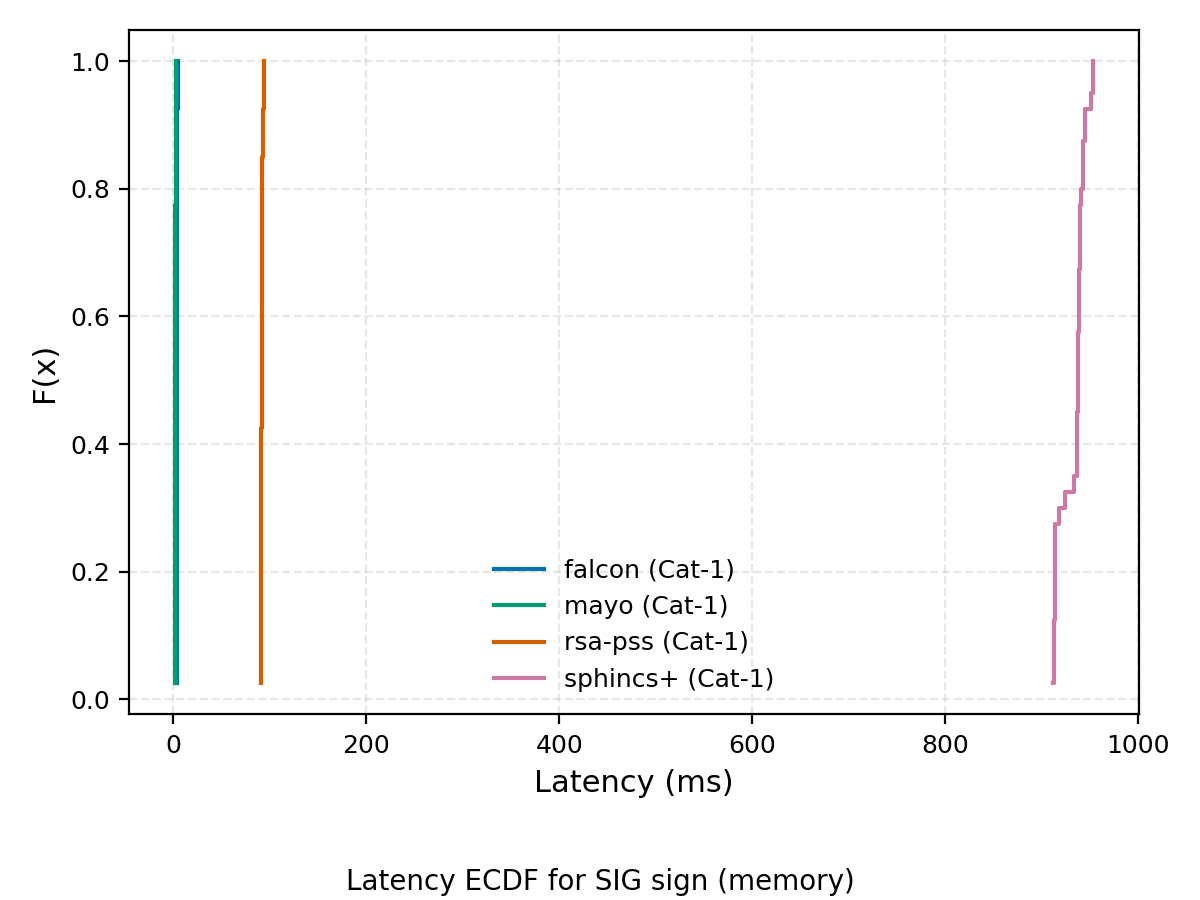 1.0
0.8
0.6
0.4
0.2
0.0
F(x)
falcon (Cat-1)
mayo (Cat-1)
rsa-pss (Cat-1)
sphincs+ (Cat-1)
0 200 400 600 800 1000
Latency (ms)
Latency ECDF for SIG sign (memory)